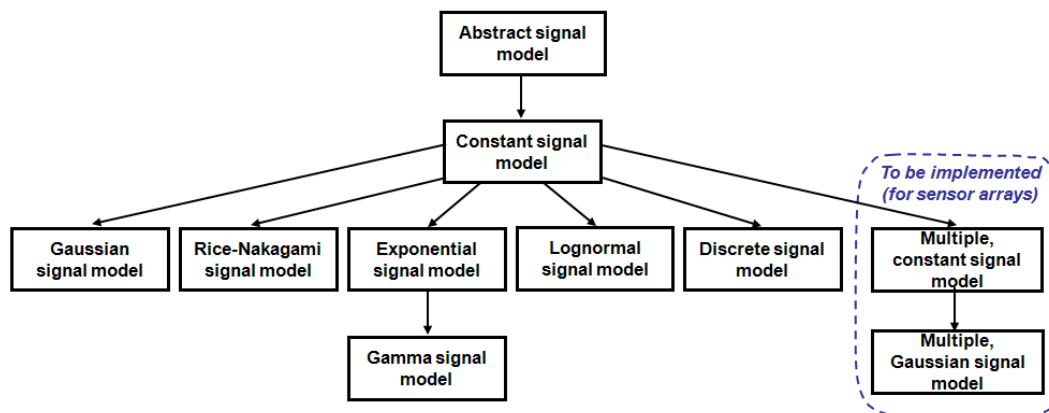 Abstract signal
model
Constant signal
model
To be implemented
(for sensor arrays)
Gaussian
signal model
Rice-Nakagami
signal model
Exponential
signal model
Lognormal
signal model
Discrete signal
model
Multiple,
constant signal
model
Gamma signal
model
Multiple,
Gaussian signal
model